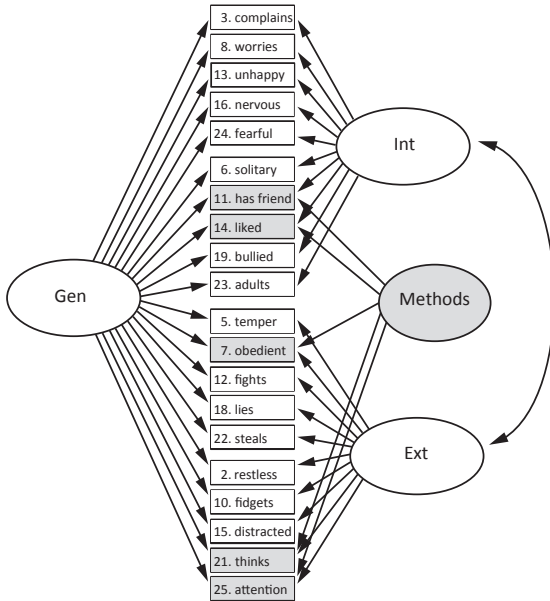 3. complains
8. worries
13. unhappy
16. nervous
24. fearful
6. solitary
11. has friend
14. liked
19. bullied
23. adults
5. temper
7. obedient
12. fights
18. lies
22. steals
2. restless
10. fidgets
15. distracted
21. thinks
25. attention
Gen
Int
Methods
Ext